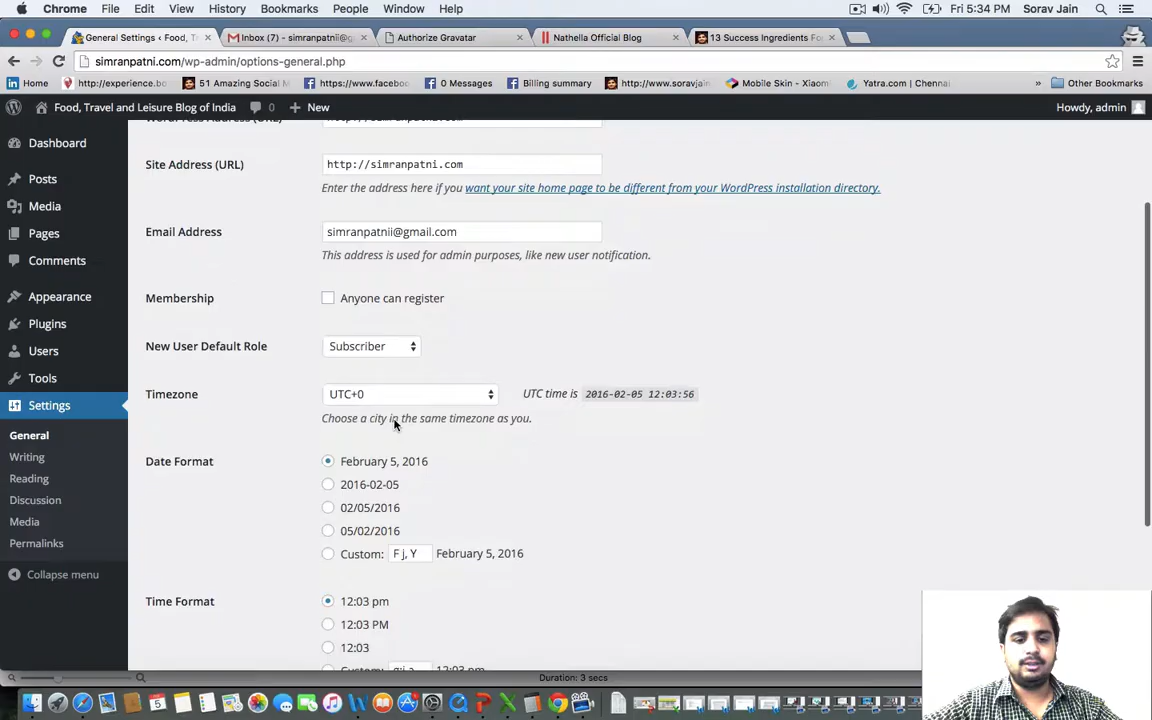 Chrome File Edit View History Bookmarks People Window Help Fri 5:34 PM Sorav Jain
General Settings ‹ Food, T Inbox (7) - simranpatnii@g Authorize Gravatar Nathella Official Blog 13 Success Ingredients Fo
simranpatni.com/wp-admin/options-general.php
Home http://experience.bo 51 Amazing Social M https://www.faceboo 0 Messages Billing summary http://www.soravjain Mobile Skin - Xiaom Yatra.com | Chennai » Other Bookmarks
Food, Travel and Leisure Blog of India 0 New Howdy, admin
Dashboard
Posts
Media
Pages
Comments
Appearance
Plugins
Users
Tools
Settings
General
Writing
Reading
Discussion
Media
Permalinks
Collapse menu
WordPress Address (URL)
Site Address (URL) http://simranpatni.com
Enter the address here if you want your site home page to be different from your WordPress installation directory.
Email Address simranpatnii@gmail.com
This address is used for admin purposes, like new user notification.
Membership Anyone can register
New User Default Role Subscriber
Timezone UTC+0 UTC time is 2016-02-05 12:03:56
Choose a city in the same timezone as you.
Date Format February 5, 2016
2016-02-05
02/05/2016
05/02/2016
Custom: F j, Y February 5, 2016
Time Format 12:03 pm
12:03 PM
12:03
Custom: g:i a 12:03 pm
Duration: 3 secs